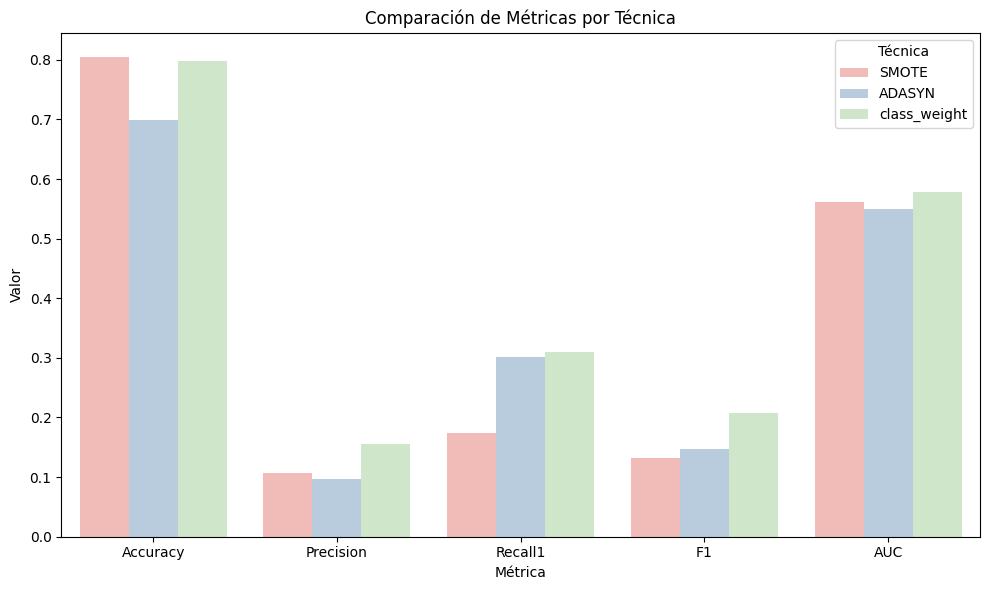 Comparación de Métricas por Técnica
Técnica
SMOTE
ADASYN
class_weight
Valor
0.8
0.7
0.6
0.5
0.4
0.3
0.2
0.1
0.0
Accuracy Precision Recall1 F1 AUC
Métrica